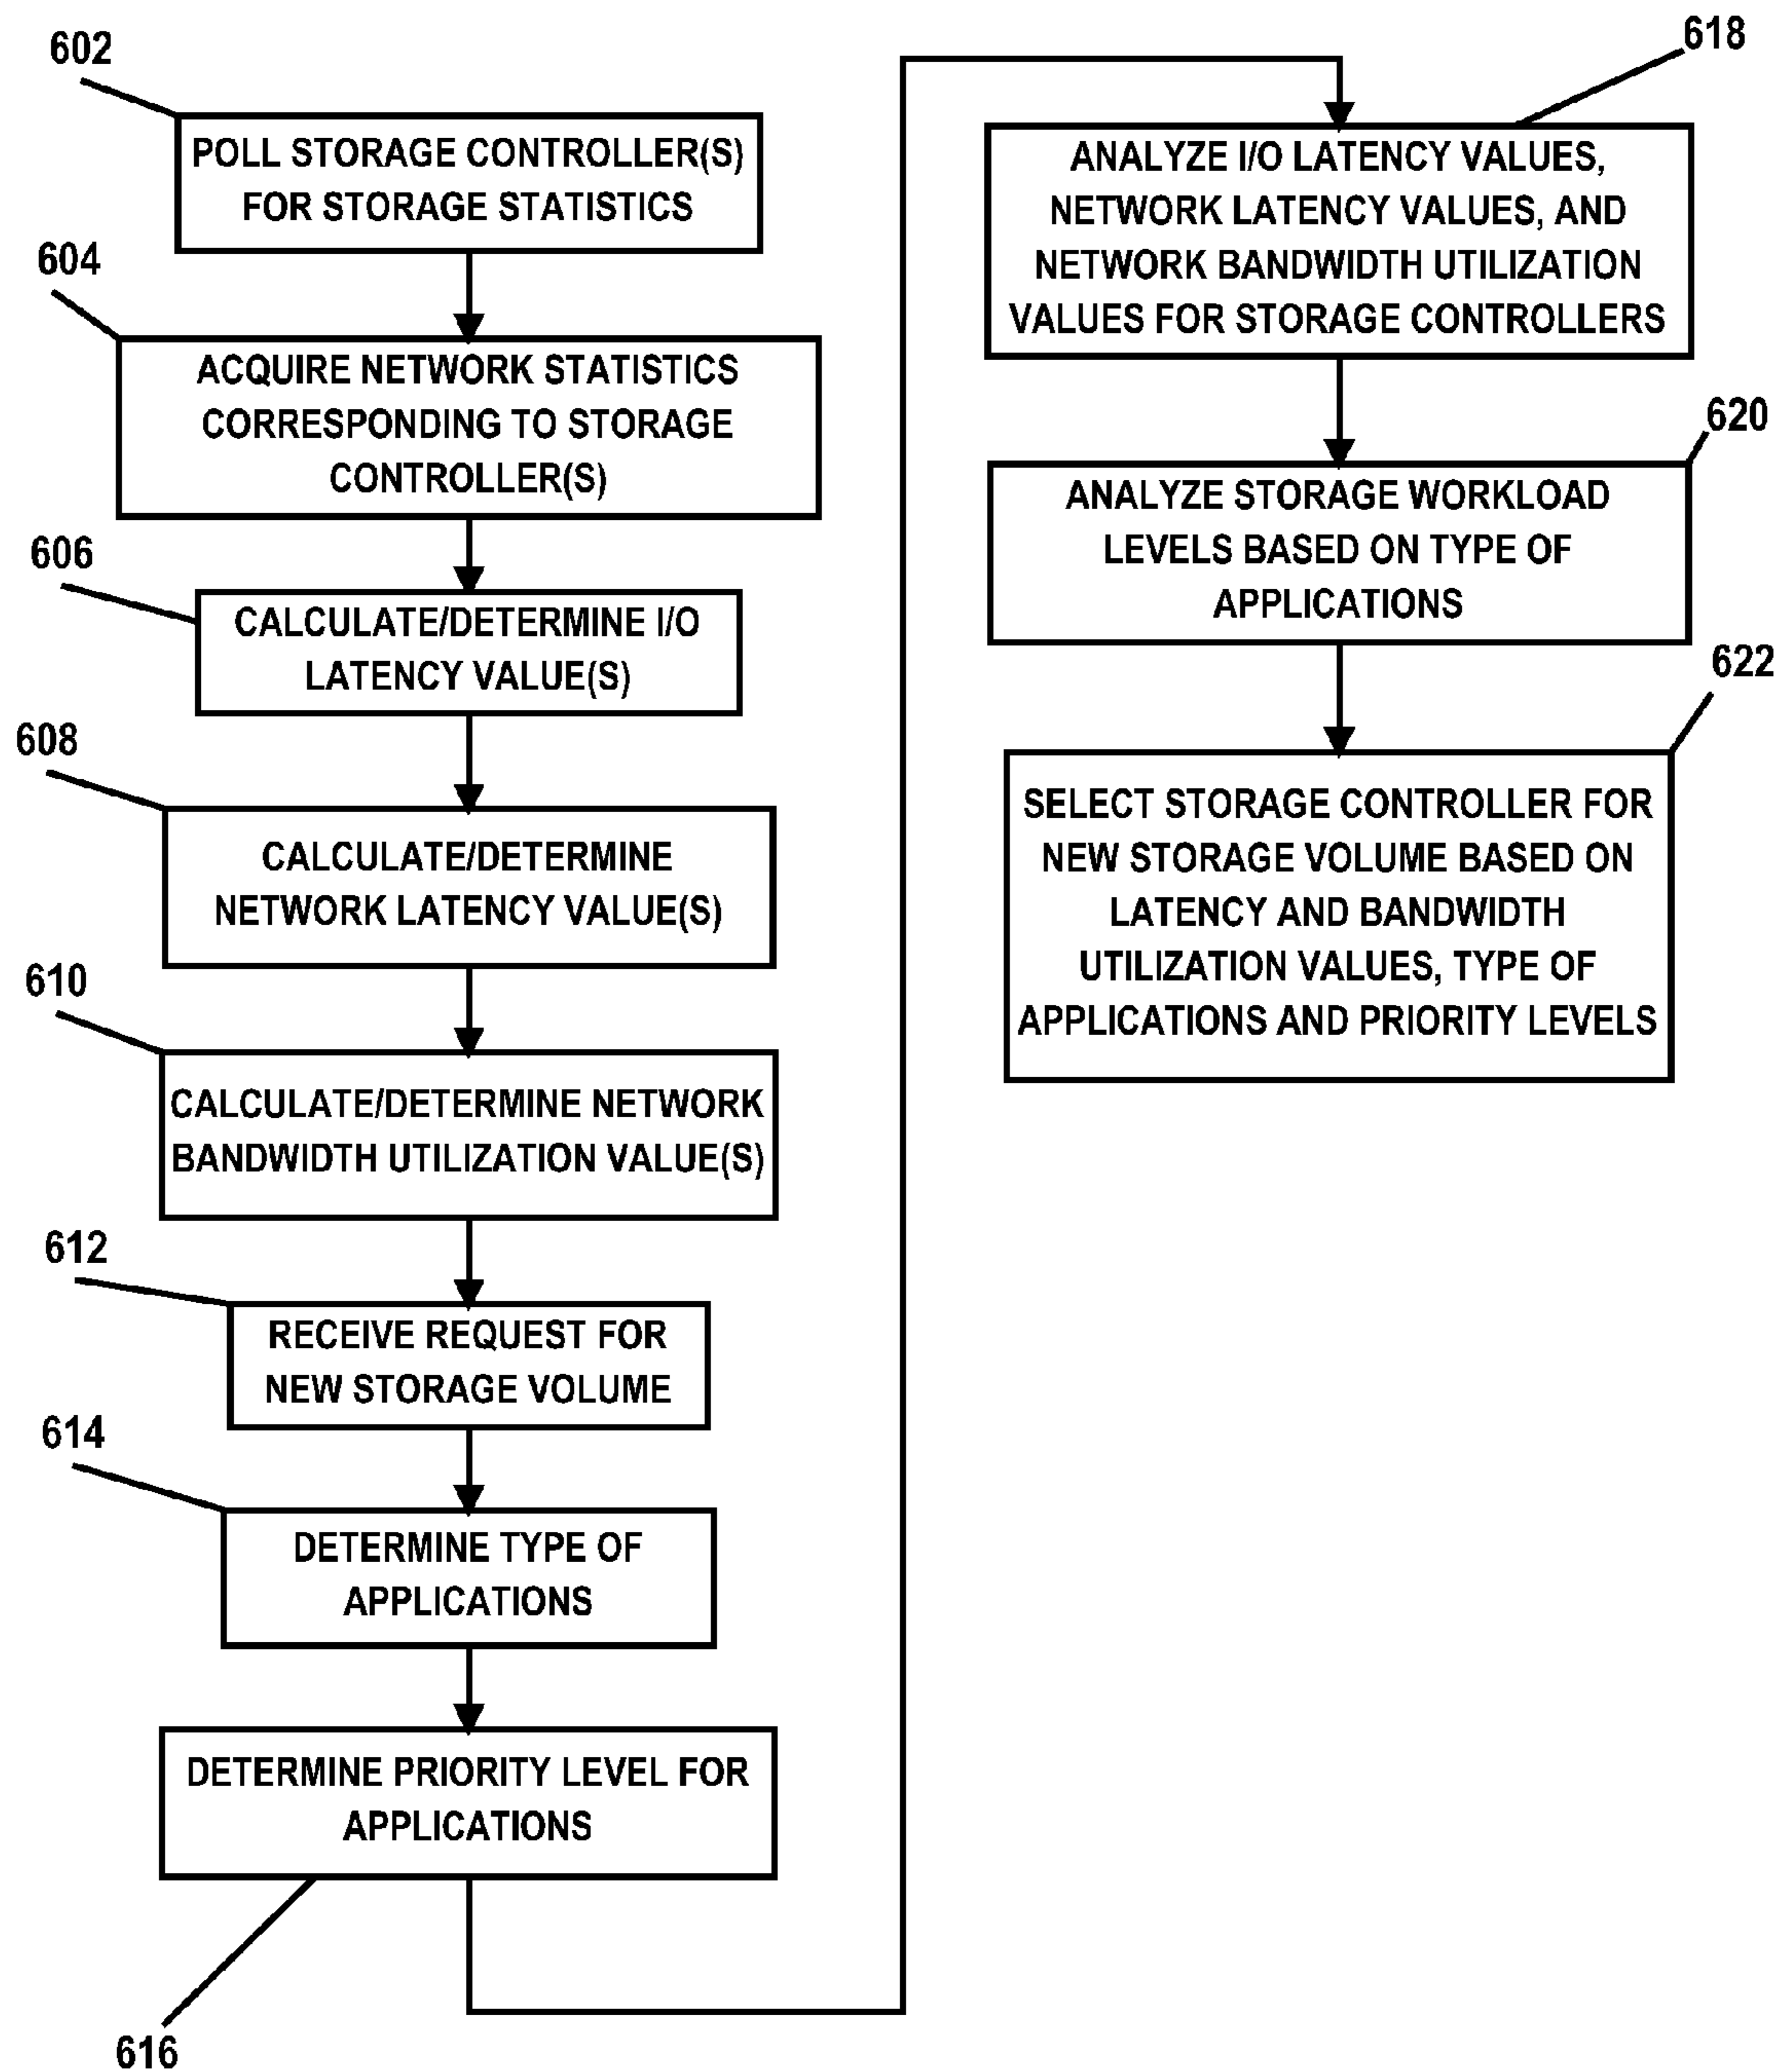 602
POLL STORAGE CONTROLLER(S)
FOR STORAGE STATISTICS
604
ACQUIRE NETWORK STATISTICS
CORRESPONDING TO STORAGE
CONTROLLER(S)
606
CALCULATE/DETERMINE I/O
LATENCY VALUE(S)
608
CALCULATE/DETERMINE
NETWORK LATENCY VALUE(S)
610
CALCULATE/DETERMINE NETWORK
BANDWIDTH UTILIZATION VALUE(S)
612
RECEIVE REQUEST FOR
NEW STORAGE VOLUME
614
DETERMINE TYPE OF
APPLICATIONS
DETERMINE PRIORITY LEVEL FOR
APPLICATIONS
616
618
ANALYZE I/O LATENCY VALUES,
NETWORK LATENCY VALUES, AND
NETWORK BANDWIDTH UTILIZATION
VALUES FOR STORAGE CONTROLLERS
620
ANALYZE STORAGE WORKLOAD
LEVELS BASED ON TYPE OF
APPLICATIONS
622
SELECT STORAGE CONTROLLER FOR
NEW STORAGE VOLUME BASED ON
LATENCY AND BANDWIDTH
UTILIZATION VALUES, TYPE OF
APPLICATIONS AND PRIORITY LEVELS